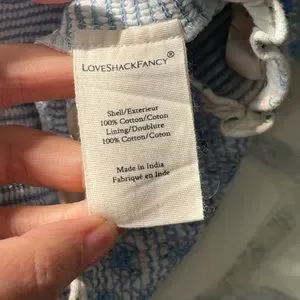 LOVESHACKFANCY®
Shell/Exterieur
100% Cotton/Coton
Lining/Doublure
100% Cotton/Coton
Made in India
Fabriqué en Inde